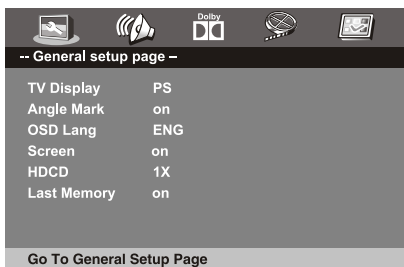 Dolby
-- General setup page –
TV Display PS
Angle Mark on
OSD Lang ENG
Screen on
HDCD 1X
Last Memory on
Go To General Setup Page